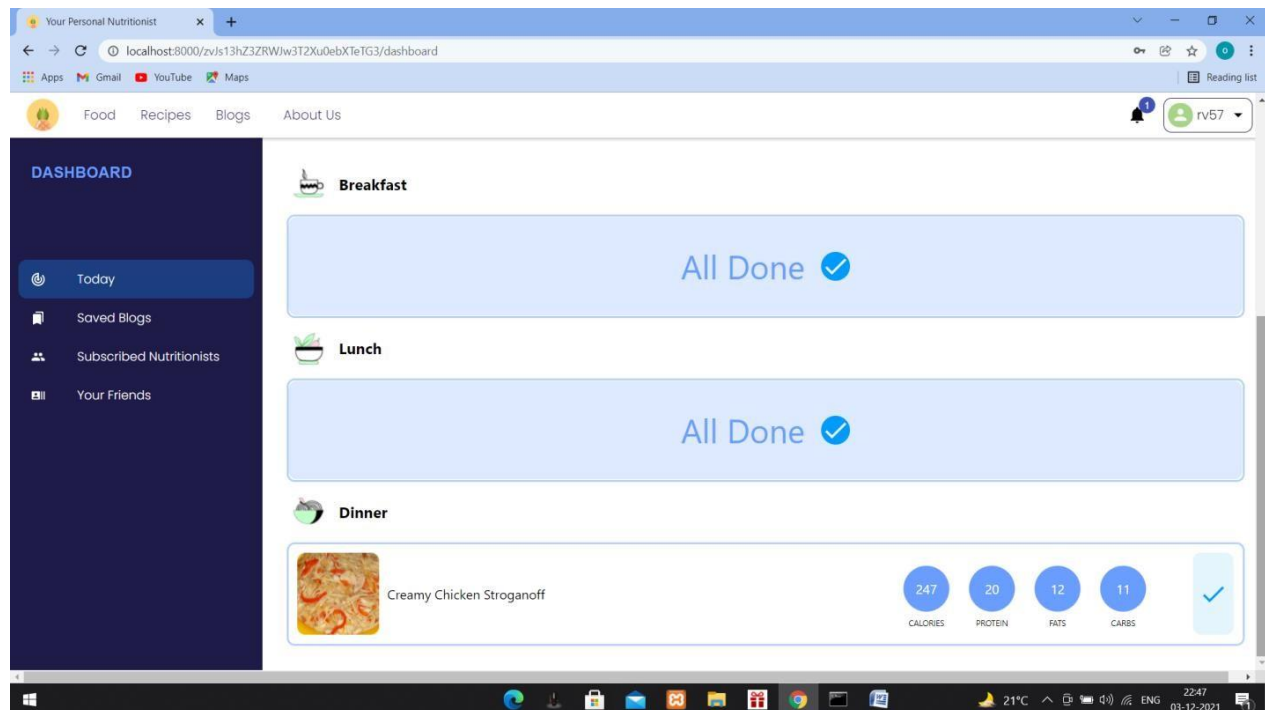 Your Personal Nutritionist
localhost:8000/zvJs13hZ3ZRWJw3T2Xu0ebXTeTG3/dashboard
Apps Gmail YouTube Maps Reading list
Food Recipes Blogs About Us 1 rv57
DASHBOARD
Today
Saved Blogs
Subscribed Nutritionists
Your Friends
Breakfast
All Done
Lunch
All Done
Dinner
Creamy Chicken Stroganoff
247 20 12 11
CALORIES PROTEIN FATS CARBS
21°C ENG 22:47
03-12-2021